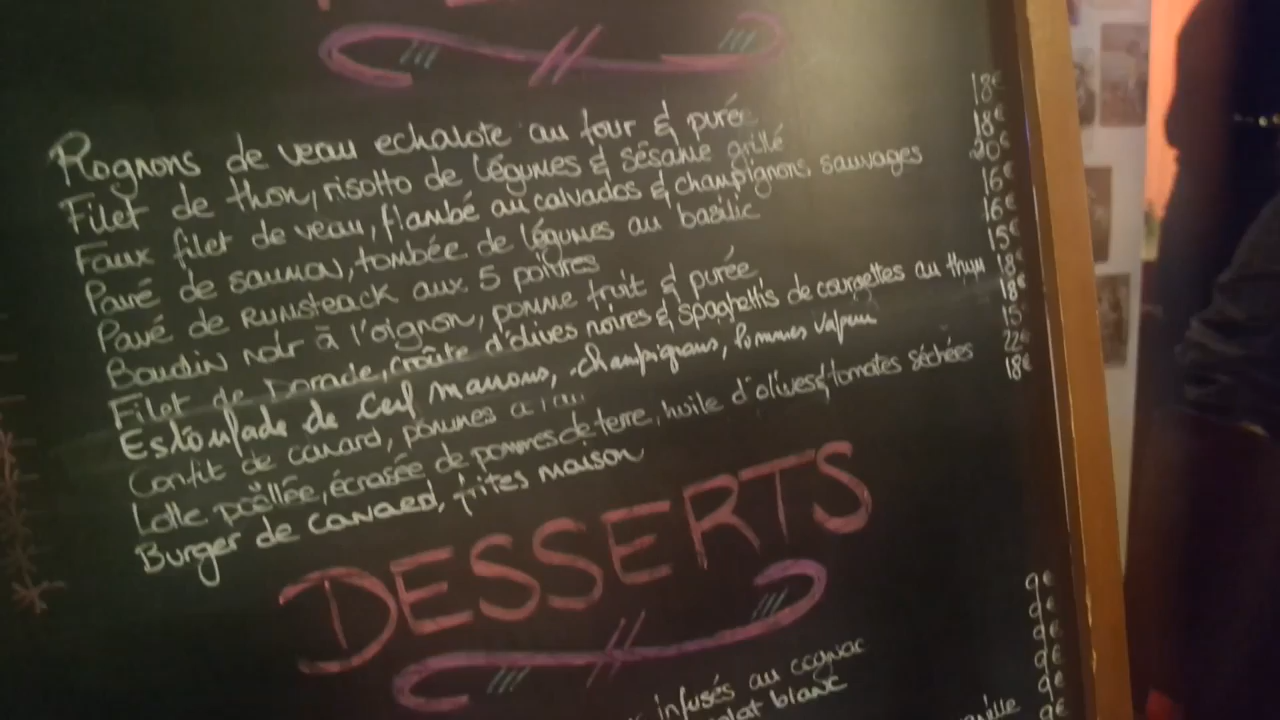 Rognons de veau echalote au four & purée 18€
Filet de thon, risotto de légumes & sésame grillé 18€
Faux filet de veau, flambé au calvados & champignons sauvages 20€
Pavé de saumon, tombée de légumes au basilic 16€
Pavé de Rumsteack aux 5 poivres 16€
Boudin noir à l'oignon, pomme fruit & purée 15€
Filet de Dorade, croûte d'olives noires & spaghettis de courgettes au thym 18€
Estoufade de Cerf marrons, champignons, Pommes vapeur 18€
Confit de canard, pommes à l'ail 15
Lotte poëllée, écrasée de pommes de terre, huile d'olives & tomates séchées 22€
Burger de Canard, frites maison 18€
DESSERTS
9€
9€
infusés au cognac 9€
chocolat blanc 9€
9€
9€